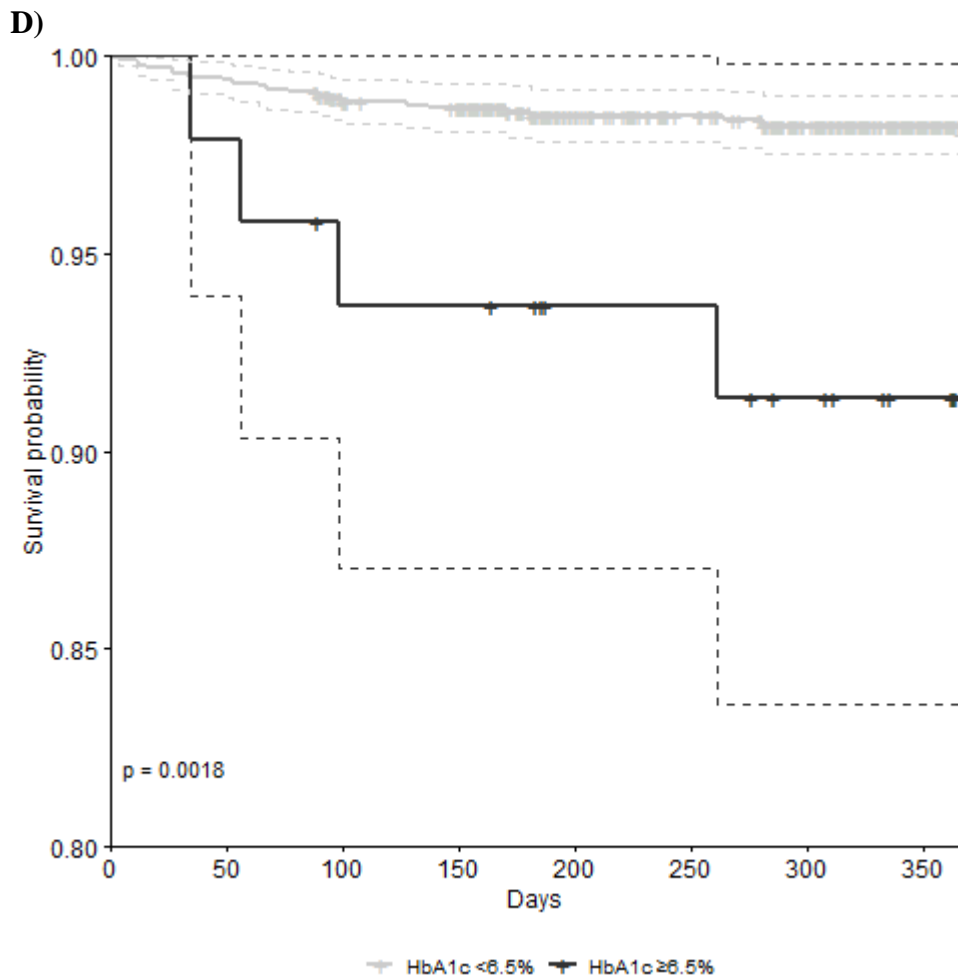 D)
1.00
0.95
0.90
0.85
0.80
Survival probability
p = 0.0018
0 50 100 150 200 250 300 350
Days
HbA1c <6.5% HbA1c ≥6.5%